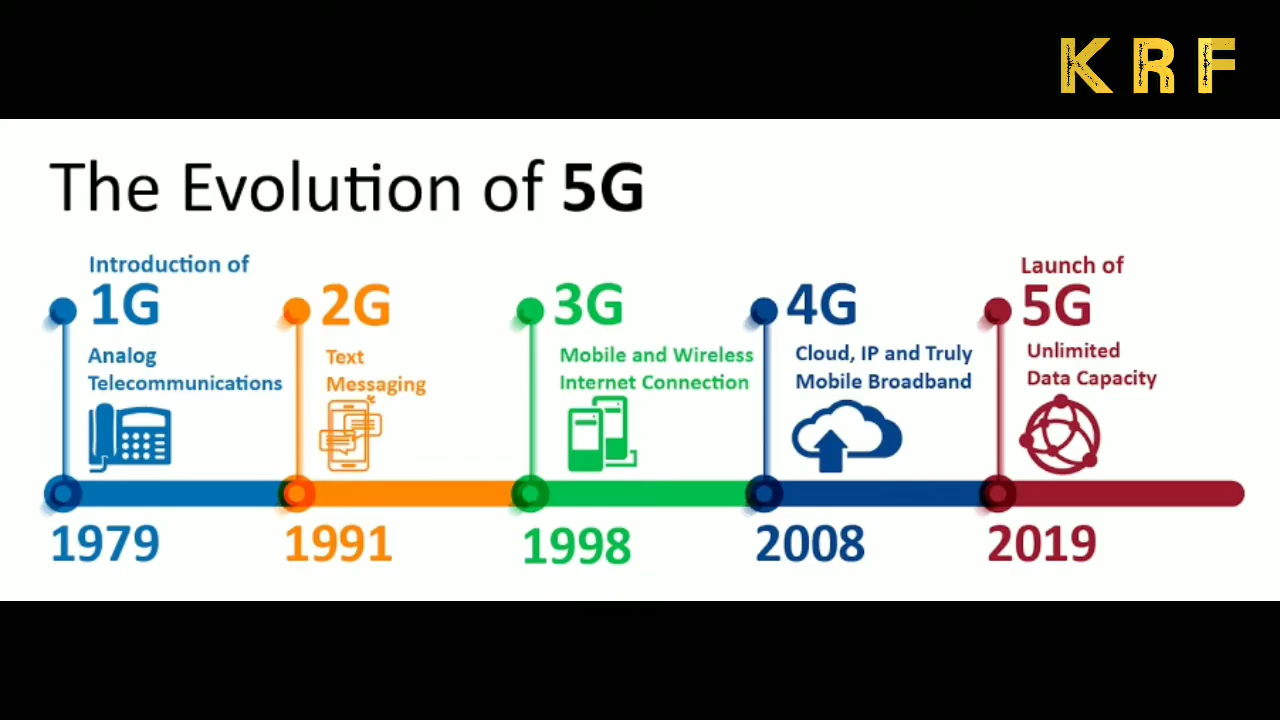 KRF
The Evolution of 5G
Introduction of
1G
Analog
Telecommunications
1979
2G
Text
Messaging
1991
3G
Mobile and Wireless
Internet Connection
1998
4G
Cloud, IP and Truly
Mobile Broadband
2008
Launch of
5G
Unlimited
Data Capacity
2019